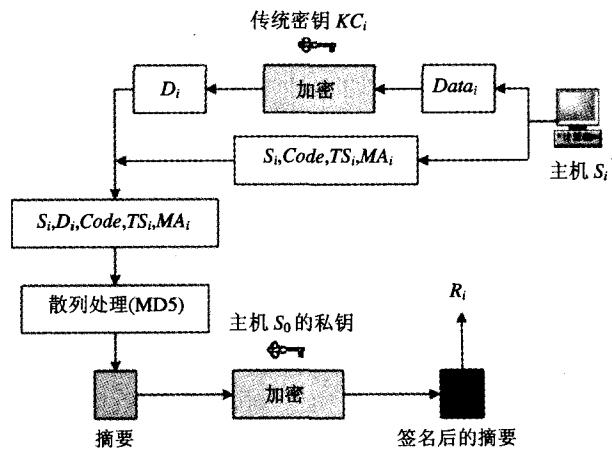 传统密钥 KCi
Di
加密
Datai
Si,Code,TSi,MAi
主机 Si
Si,Di,Code,TSi,MAi
散列处理(MD5)
主机 S0的私钥
Ri
加密
摘要
签名后的摘要